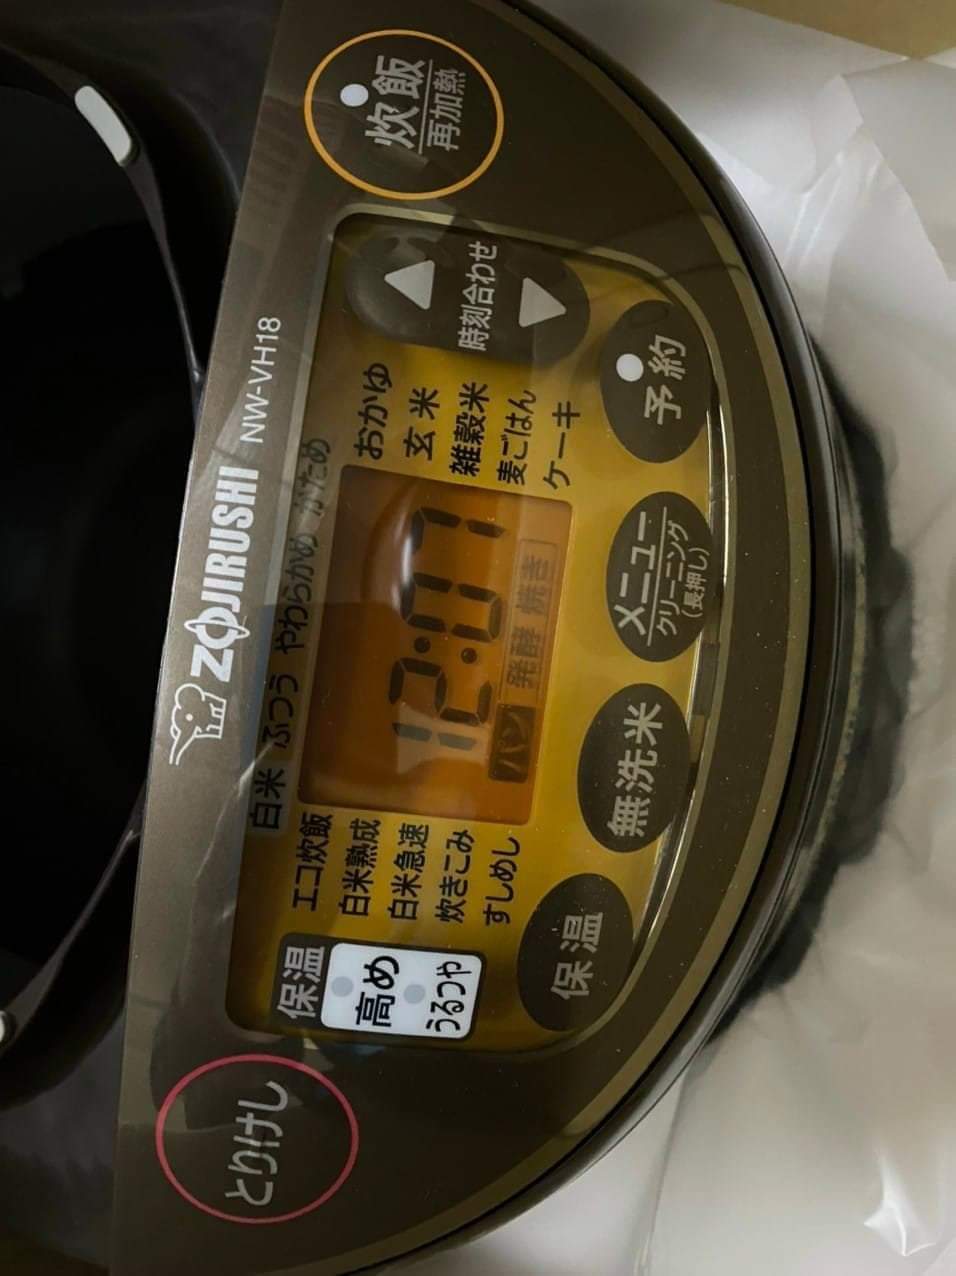 ZOJIRUSHI NW-VH18
白米 ふつう やわらかめ かため
エコ炊飯
白米熟成
白米急速
炊きこみ
すしめし
12:07
パン 発酵 焼き
おかゆ
玄米
雑穀米
麦ごはん
ケーキ
時刻合わせ
炊飯
再加熱
保温
高め
うるつや
とりけし
保温
無洗米
メニュー
クリーニング
(長押し)
予約